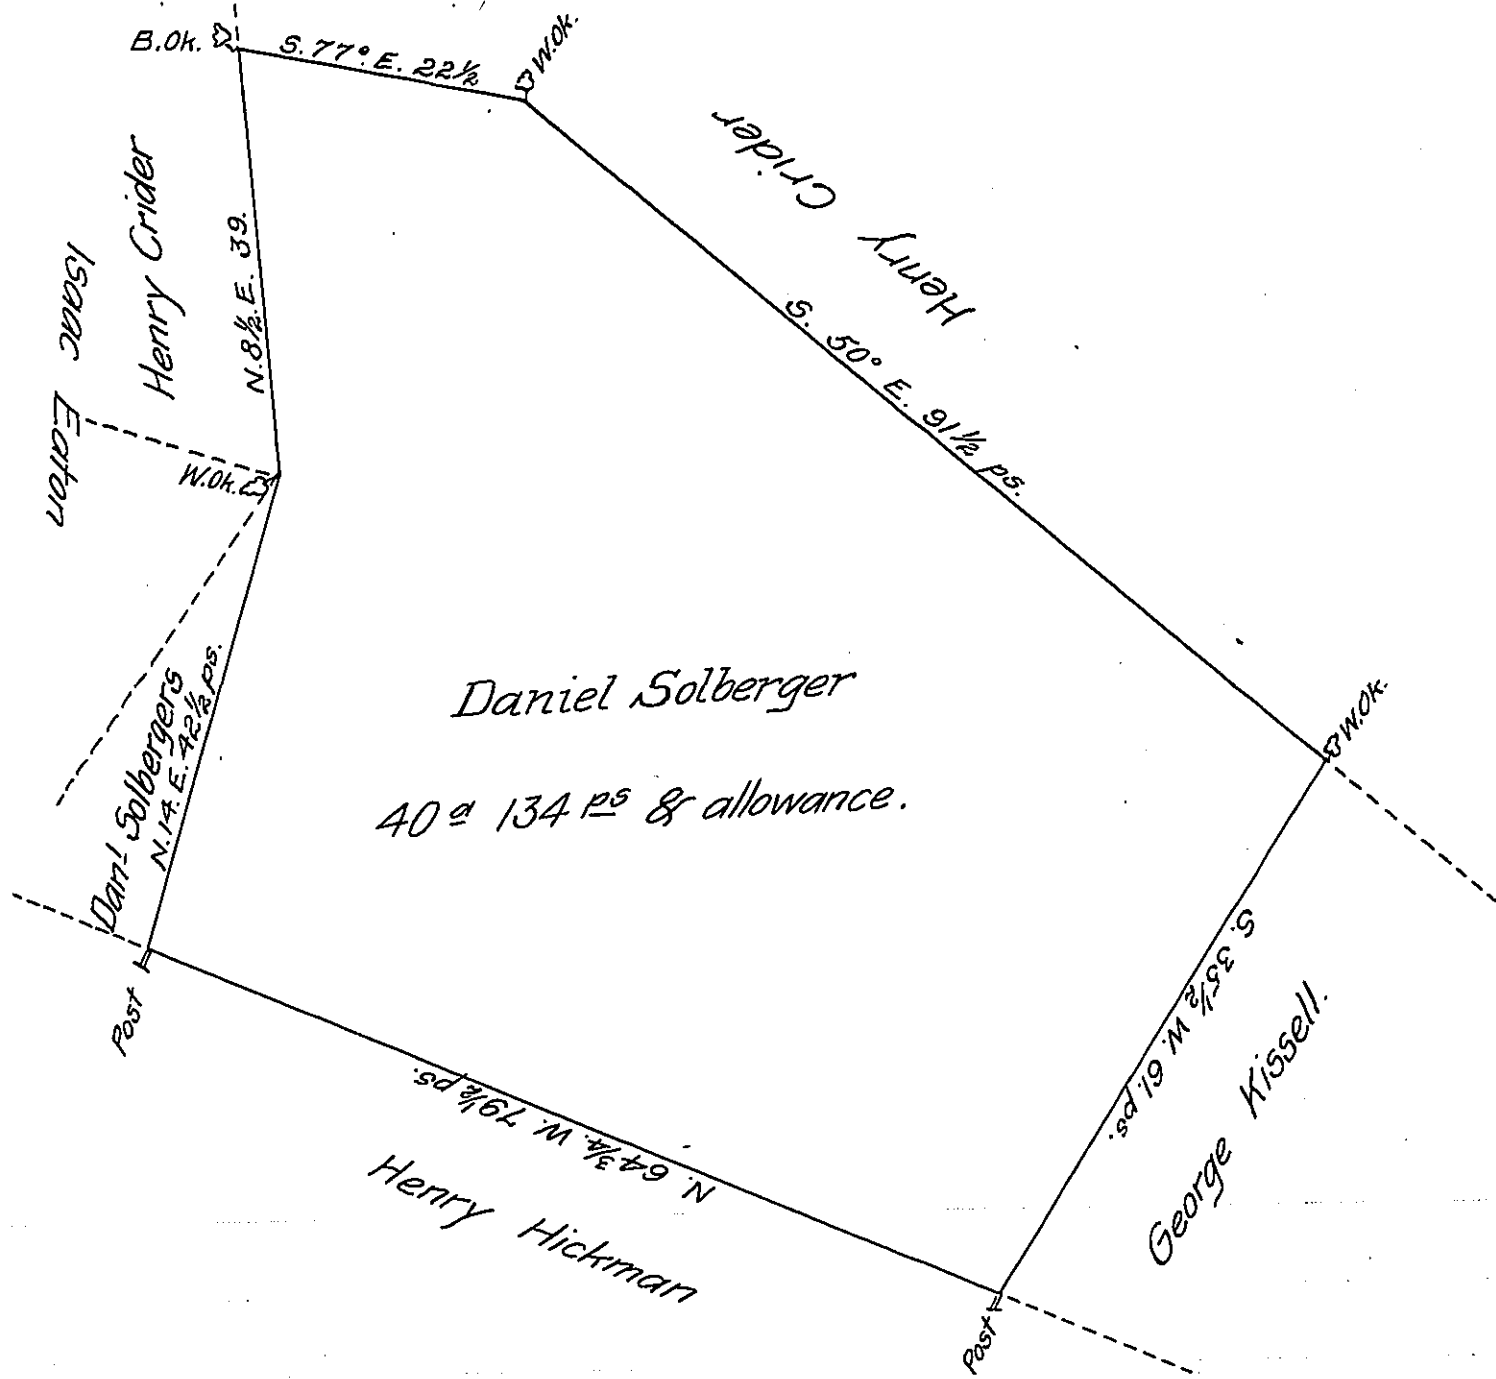 B.Ok.
S. 77° E. 22½
W.Ok.
Henry Crider
S. 50° E. 91½ ps.
Henry Crider
N. 8½. E. 39.
Isaac Eaton
W.Ok.
Danl Solbergers
N. 14. E. 42½ ps.
Daniel Solberger
40 a 134 ps & allowance.
W.Ok.
S. 35½ W. 61. ps.
George Kissell.
Post
N. 64¾. W. 79½ ps.
Henry Hickman
Post